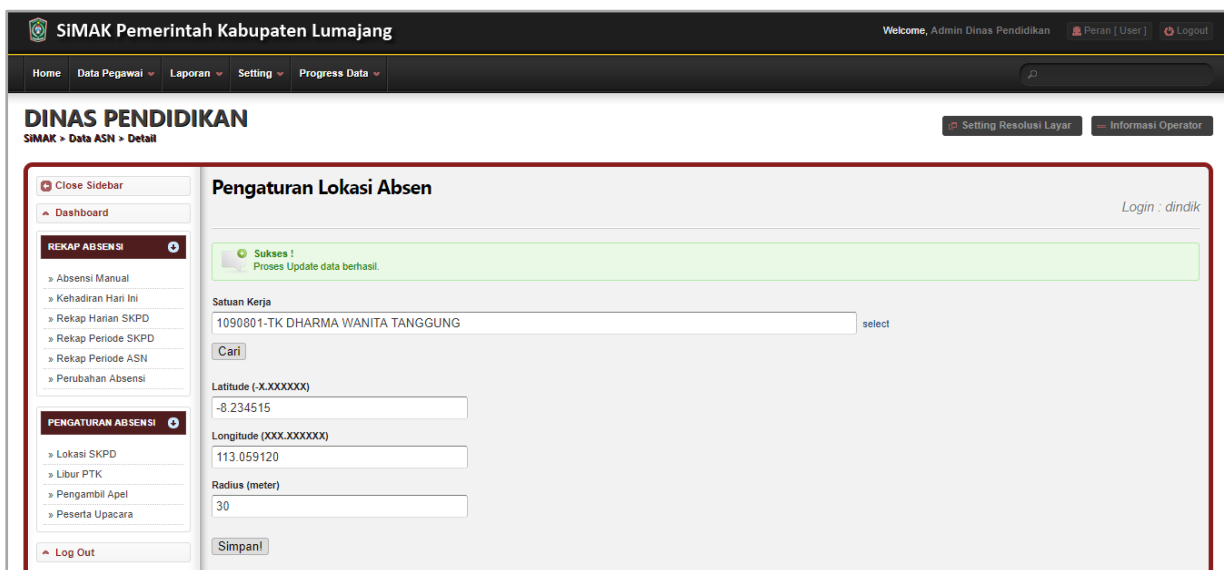 SiMAK Pemerintah Kabupaten Lumajang
Welcome, Admin Dinas Pendidikan
Peran [ User ]
Logout
Home
Data Pegawai
Laporan
Setting
Progress Data
DINAS PENDIDIKAN
SiMAK > Data ASN > Detail
Setting Resolusi Layar
Informasi Operator
Close Sidebar
Dashboard
REKAP ABSENSI
» Absensi Manual
» Kehadiran Hari Ini
» Rekap Harian SKPD
» Rekap Periode SKPD
» Rekap Periode ASN
» Perubahan Absensi
PENGATURAN ABSENSI
» Lokasi SKPD
» Libur PTK
» Pengambil Apel
» Peserta Upacara
Log Out
Pengaturan Lokasi Absen
Login : dindik
Sukses !
Proses Update data berhasil.
Satuan Kerja
1090801-TK DHARMA WANITA TANGGUNG
select
Cari
Latitude (-X.XXXXXX)
-8.234515
Longitude (XXX.XXXXXX)
113.059120
Radius (meter)
30
Simpan!